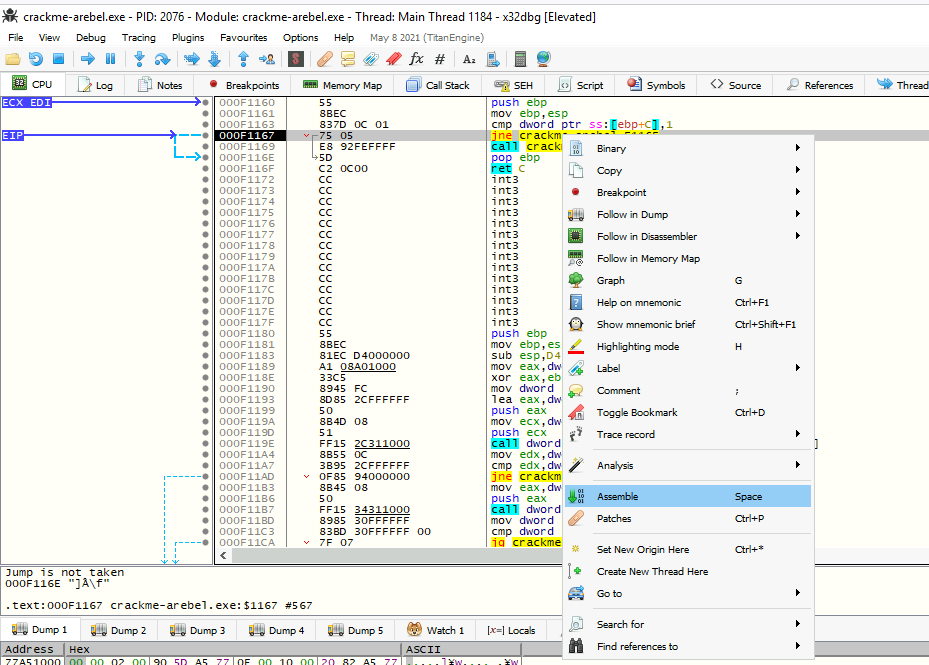 crackme-arebel.exe - PID: 2076 - Module: crackme-arebel.exe - Thread: Main Thread 1184 - x32dbg [Elevated]
File View Debug Tracing Plugins Favourites Options Help May 8 2021 (TitanEngine)
CPU Log Notes Breakpoints Memory Map Call Stack SEH Script Symbols Source References Thread
ECX EDI 000F1160 55 push ebp
000F1161 8BEC mov ebp,esp
000F1163 837D 0C 01 cmp dword ptr ss:[ebp+C],1
EIP 000F1167 75 05 jne
000F1169 E8 92FEFFFF call crackm
000F116E 5D pop ebp
000F116F C2 0C00 ret C
000F1172 CC int3
000F1173 CC int3
000F1174 CC int3
000F1175 CC int3
000F1176 CC int3
000F1177 CC int3
000F1178 CC int3
000F1179 CC int3
000F117A CC int3
000F117B CC int3
000F117C CC int3
000F117D CC int3
000F117E CC int3
000F117F CC int3
000F1180 55 push ebp
000F1181 8BEC mov ebp,es
000F1183 81EC D4000000 sub esp,D4
000F1189 A1 08A01000 mov eax,dw
000F118E 33C5 xor eax,eb
000F1190 8945 FC mov dword
000F1193 8D85 2CFFFFFF lea eax,dw
000F1199 50 push eax
000F119A 8B4D 08 mov ecx,dw
000F119D 51 push ecx
000F119E FF15 2C311000 call dword ]
000F11A4 8B55 0C mov edx,dw
000F11A7 3B95 2CFFFFFF cmp edx,dw
000F11AD 0F85 94000000 jne crackm
000F11B3 8B45 08 mov eax,dw
000F11B6 50 push eax
000F11B7 FF15 34311000 call dword
000F11BD 8985 30FFFFFF mov dword
000F11C3 83BD 30FFFFFF 00 cmp dword
000F11CA 7F 07 jg crackme
Binary
Copy
Breakpoint
Follow in Dump
Follow in Disassembler
Follow in Memory Map
Graph G
Help on mnemonic Ctrl+F1
Show mnemonic brief Ctrl+Shift+F1
Highlighting mode H
Label
Comment ;
Toggle Bookmark Ctrl+D
Trace record
Analysis
Assemble Space
Patches Ctrl+P
Set New Origin Here Ctrl+*
Create New Thread Here
Go to
Search for
Find references to
Jump is not taken
000F116E "]Â\f"
.text:000F1167 crackme-arebel.exe:$1167 #567
Dump 1 Dump 2 Dump 3 Dump 4 Dump 5 Watch 1 [x=] Locals
Address Hex ASCII
77A51000 00 00 02 00 90 5D A5 77 0E 00 10 00 20 82 A5 77